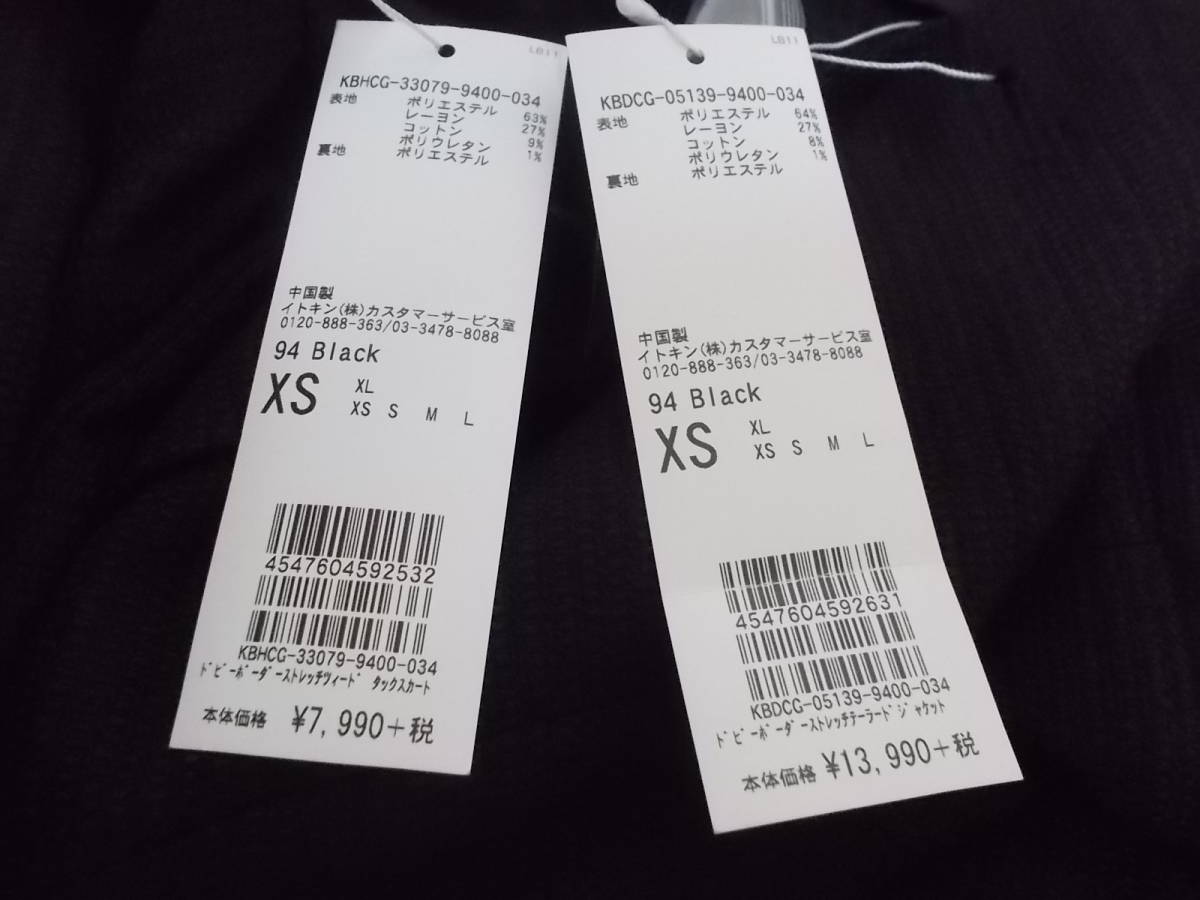 LB11
KBHCG-33079-9400-034
表地 ポリエステル 63%
レーヨン 27%
コットン 9%
ポリウレタン 1%
裏地 ポリエステル
中国製
イトキン(株)カスタマーサービス室
0120-888-363/03-3478-8088
94 Black
XS
XL
XS S M L
4547604592532
KBHCG-33079-9400-034
ﾄﾞﾋﾞｰﾎﾞｰﾀﾞｰｽﾄﾚｯﾁﾂｨｰﾄﾞ ﾀｯｸｽｶｰﾄ
本体価格 ¥7,990+税
LB11
KBDCG-05139-9400-034
表地 ポリエステル 64%
レーヨン 27%
コットン 8%
ポリウレタン 1%
裏地 ポリエステル
中国製
イトキン(株)カスタマーサービス室
0120-888-363/03-3478-8088
94 Black
XS
XL
XS S M L
4547604592631
KBDCG-05139-9400-034
ﾄﾞﾋﾞｰﾎﾞｰﾀﾞｰｽﾄﾚｯﾁﾃｰﾗｰﾄﾞｼﾞｬｹｯﾄ
本体価格 ¥13,990+税